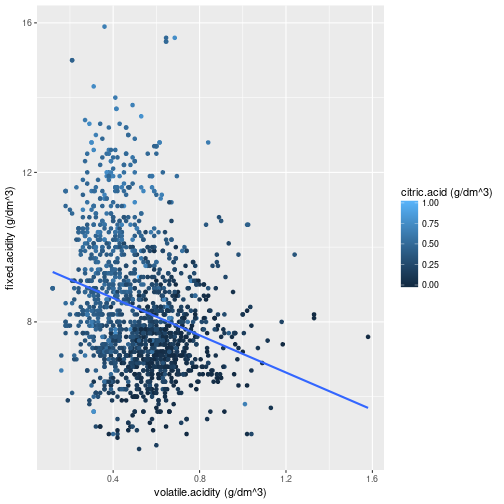 16
12
8
fixed.acidity (g/dm^3)
0.4 0.8 1.2 1.6
volatile.acidity (g/dm^3)
citric.acid (g/dm^3)
1.00
0.75
0.50
0.25
0.00